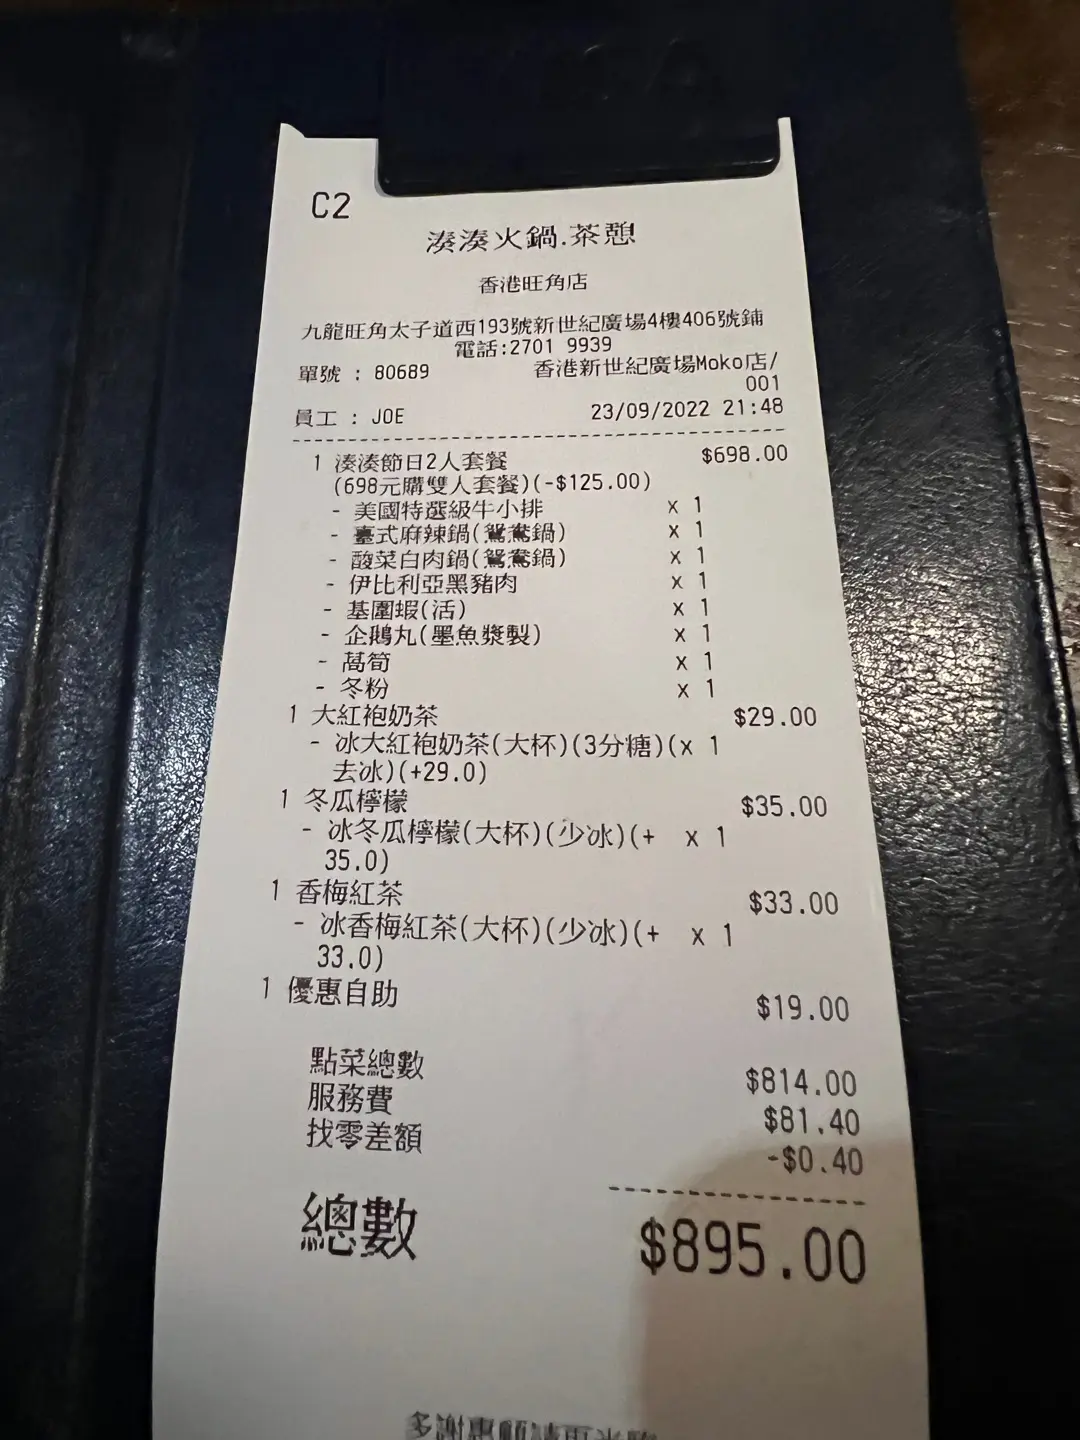 C2
湊湊火鍋.茶憩
香港旺角店
九龍旺角太子道西193號新世紀廣場4樓406號鋪
電話:2701 9939
單號 : 80689 香港新世紀廣場Moko店/
001
員工 : JOE 23/09/2022 21:48
1 湊湊節日2人套餐 $698.00
(698元購雙人套餐)(-$125.00)
- 美國特選級牛小排 x 1
- 臺式麻辣鍋(鴛鴦鍋) x 1
- 酸菜白肉鍋(鴛鴦鍋) x 1
- 伊比利亞黑豬肉 x 1
- 基圍蝦(活) x 1
- 企鵝丸(墨魚漿製) x 1
- 萵筍 x 1
- 冬粉 x 1
1 大紅袍奶茶 $29.00
- 冰大紅袍奶茶(大杯)(3分糖)(x 1
去冰)(+29.0)
1 冬瓜檸檬 $35.00
- 冰冬瓜檸檬(大杯)(少冰)(+ x 1
35.0)
1 香梅紅茶 $33.00
- 冰香梅紅茶(大杯)(少冰)(+ x 1
33.0)
1 優惠自助 $19.00
點菜總數 $814.00
服務費 $81.40
找零差額 -$0.40
總數 $895.00